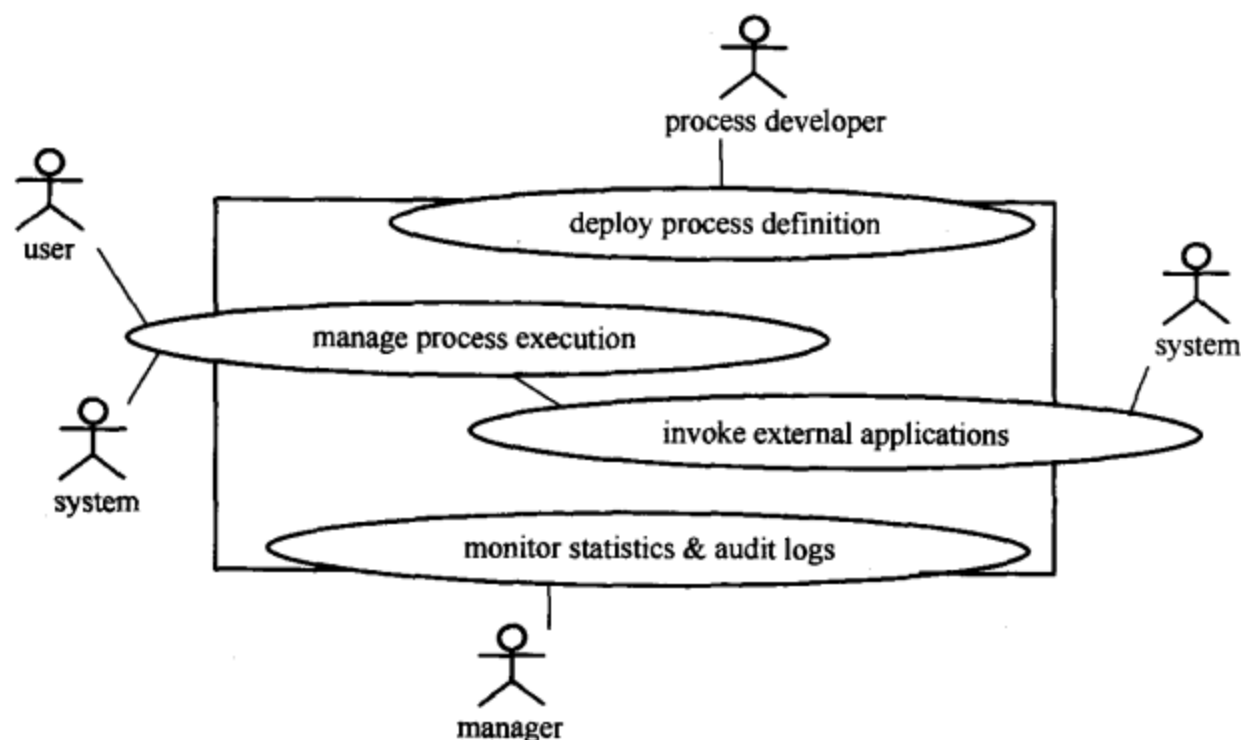 process developer
deploy process definition
user
manage process execution
system
invoke external applications
system
monitor statistics & audit logs
manager